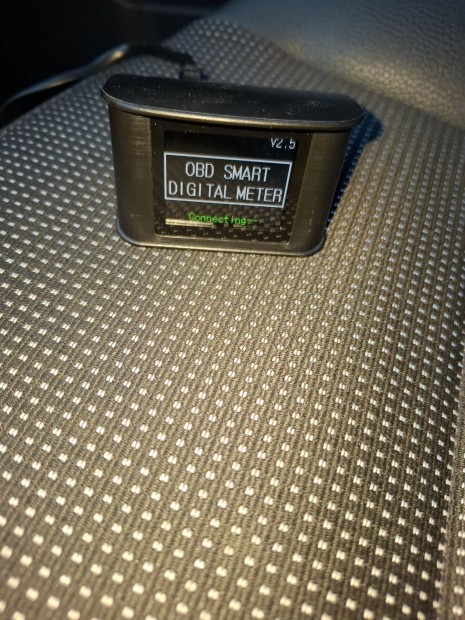 V2.5
OBD SMART
DIGITAL METER
Connecting..